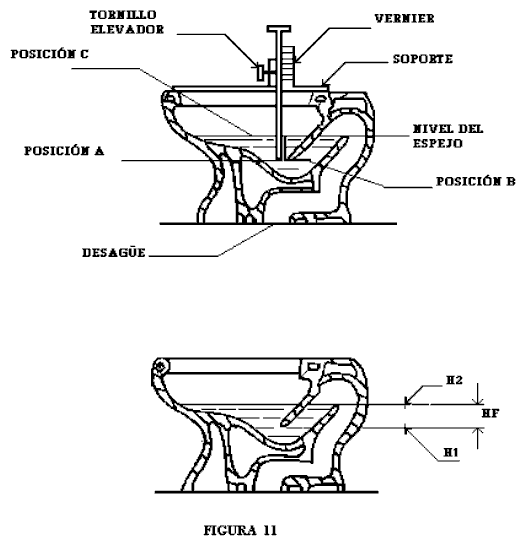 TORNILLO
ELEVADOR
VERNIER
POSICIÓN C
SOPORTE
NIVEL DEL
ESPEJO
POSICIÓN A
POSICIÓN B
DESAGÜE
H2
HF
H1
FIGURA 11